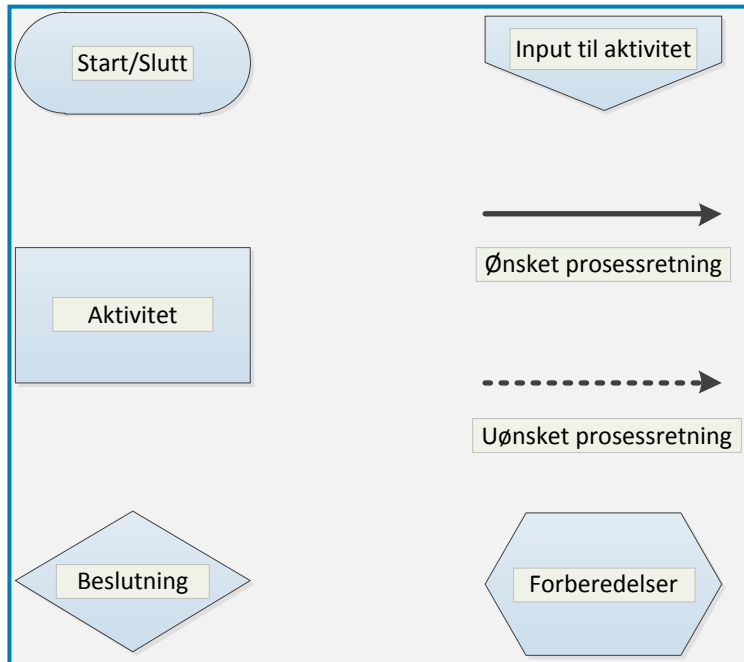 Start/Slutt
Input til aktivitet
Ønsket prosessretning
Aktivitet
Uønsket prosessretning
Beslutning
Forberedelser